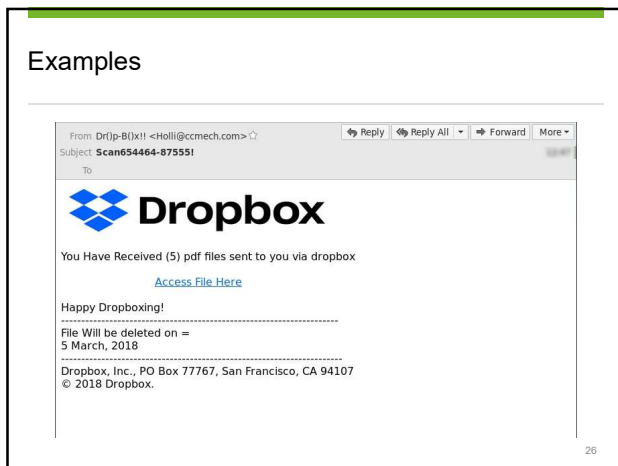 Examples
From Dr()p-B()x!! <Holli@ccmech.com>
Reply Reply All Forward More
Subject Scan654464-87555!
To
Dropbox
You Have Received (5) pdf files sent to you via dropbox
Access File Here
Happy Dropboxing!
----------------------------------------------------------------------
File Will be deleted on =
5 March, 2018
-----------------------------------------------------------------------
Dropbox, Inc., PO Box 77767, San Francisco, CA 94107
© 2018 Dropbox.
26